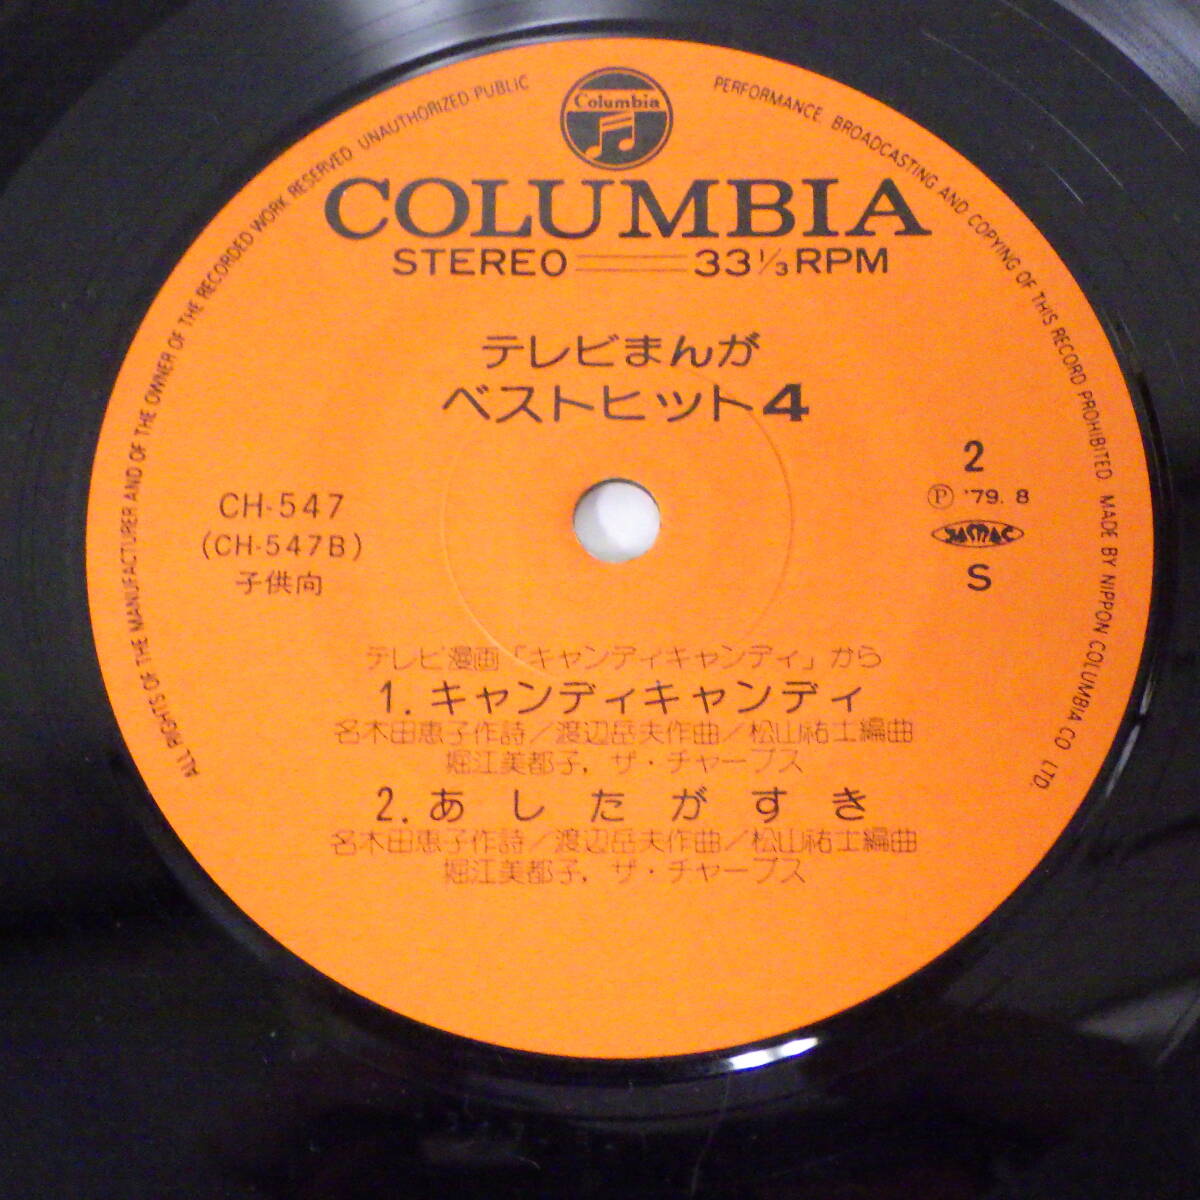 Columbia
COLUMBIA
STEREO 33 1/3 RPM
テレビまんが
ベストヒット4
CH-547
(CH-547B)
子供向
2
Ⓟ '79. 8
JASRAC
S
テレビ漫画「キャンディキャンディ」から
1. キャンディキャンディ
名木田恵子作詩/渡辺岳夫作曲/松山祐士編曲
堀江美都子, ザ・チャープス
2. あしたがすき
名木田恵子作詩/渡辺岳夫作曲/松山祐士編曲
堀江美都子, ザ・チャープス
ALL RIGHTS OF THE MANUFACTURER AND OF THE OWNER OF THE RECORDED WORK RESERVED UNAUTHORIZED PUBLIC PERFORMANCE BROADCASTING AND COPYING OF THIS RECORD PROHIBITED. MADE BY NIPPON COLUMBIA CO. LTD.